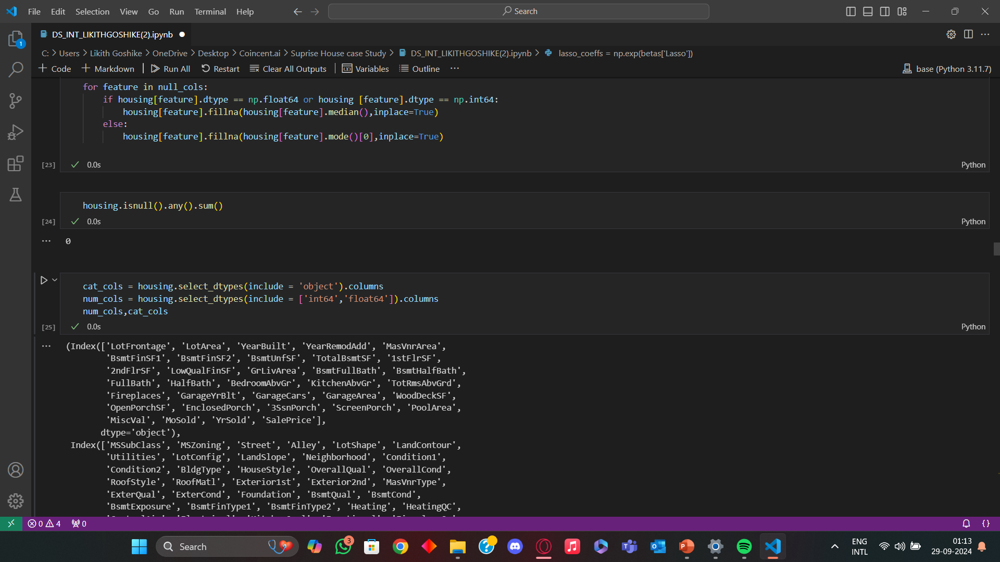 File Edit Selection View Go Run Terminal Help Search
DS_INT_LIKITHGOSHIKE(2).ipynb
C: > Users > Likith Goshike > OneDrive > Desktop > Coincent.ai > Suprise House case Study > DS_INT_LIKITHGOSHIKE(2).ipynb > lasso_coeffs = np.exp(betas['Lasso'])
+ Code + Markdown | Run All Restart Clear All Outputs | Variables Outline ... base (Python 3.11.7)
for feature in null_cols:
if housing[feature].dtype == np.float64 or housing [feature].dtype == np.int64:
housing[feature].fillna(housing[feature].median(),inplace=True)
else:
housing[feature].fillna(housing[feature].mode()[0],inplace=True)
[23] 0.0s Python
housing.isnull().any().sum()
[24] 0.0s Python
... 0
cat_cols = housing.select_dtypes(include = 'object').columns
num_cols = housing.select_dtypes(include = ['int64','float64']).columns
num_cols,cat_cols
[25] 0.0s Python
... (Index(['LotFrontage', 'LotArea', 'YearBuilt', 'YearRemodAdd', 'MasVnrArea',
'BsmtFinSF1', 'BsmtFinSF2', 'BsmtUnfSF', 'TotalBsmtSF', '1stFlrSF',
'2ndFlrSF', 'LowQualFinSF', 'GrLivArea', 'BsmtFullBath', 'BsmtHalfBath',
'FullBath', 'HalfBath', 'BedroomAbvGr', 'KitchenAbvGr', 'TotRmsAbvGrd',
'Fireplaces', 'GarageYrBlt', 'GarageCars', 'GarageArea', 'WoodDeckSF',
'OpenPorchSF', 'EnclosedPorch', '3SsnPorch', 'ScreenPorch', 'PoolArea',
'MiscVal', 'MoSold', 'YrSold', 'SalePrice'],
dtype='object'),
Index(['MSSubClass', 'MSZoning', 'Street', 'Alley', 'LotShape', 'LandContour',
'Utilities', 'LotConfig', 'LandSlope', 'Neighborhood', 'Condition1',
'Condition2', 'BldgType', 'HouseStyle', 'OverallQual', 'OverallCond',
'RoofStyle', 'RoofMatl', 'Exterior1st', 'Exterior2nd', 'MasVnrType',
'ExterQual', 'ExterCond', 'Foundation', 'BsmtQual', 'BsmtCond',
'BsmtExposure', 'BsmtFinType1', 'BsmtFinType2', 'Heating', 'HeatingQC',
0 4 0
Search 3 ENG INTL 01:13 29-09-2024